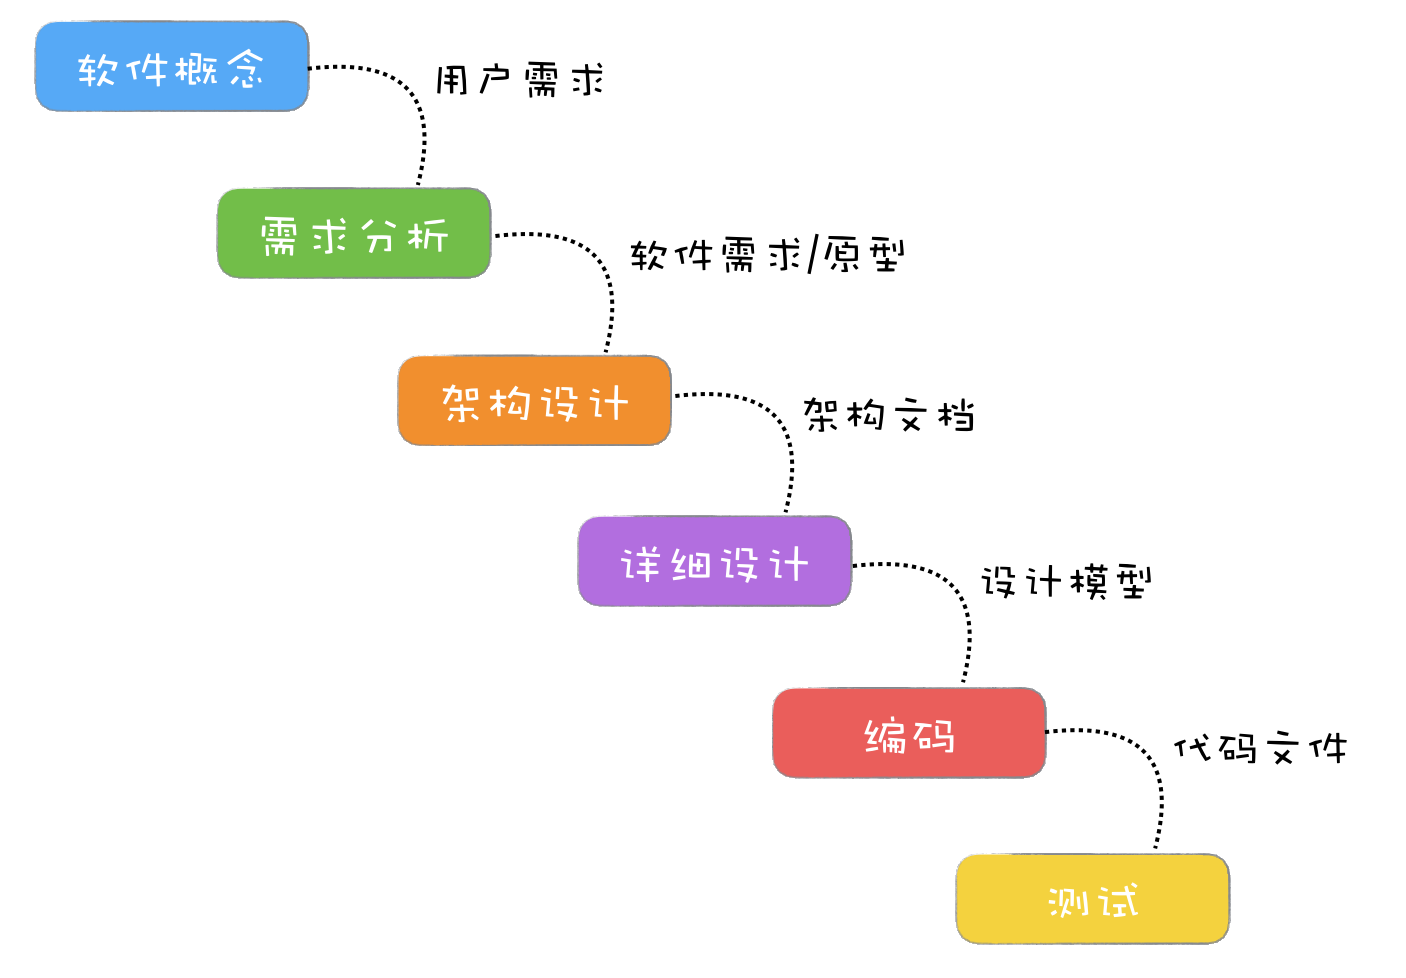 软件概念
用户需求
需求分析
软件需求/原型
架构设计
架构文档
详细设计
设计模型
编码
代码文件
测试